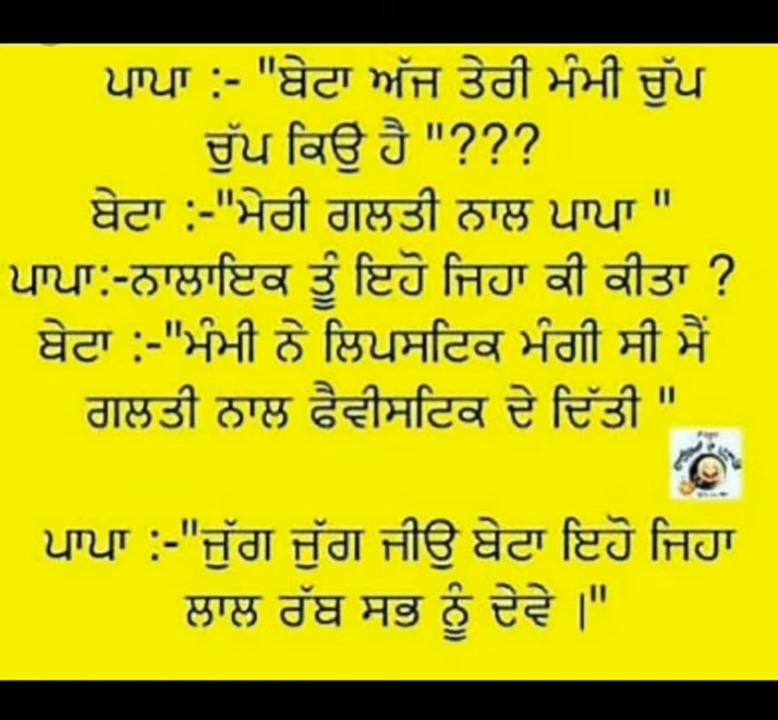 ਪਾਪਾ :- "ਬੇਟਾ ਅੱਜ ਤੇਰੀ ਮੰਮੀ ਚੁੱਪ
ਚੁੱਪ ਕਿਉਂ ਹੈ "???
ਬੇਟਾ :-"ਮੇਰੀ ਗਲਤੀ ਨਾਲ ਪਾਪਾ "
ਪਾਪਾ:-ਨਾਲਾਇਕ ਤੂੰ ਇਹੋ ਜਿਹਾ ਕੀ ਕੀਤਾ ?
ਬੇਟਾ :-"ਮੰਮੀ ਨੇ ਲਿਪਸਟਿਕ ਮੰਗੀ ਸੀ ਮੈਂ
ਗਲਤੀ ਨਾਲ ਫੈਵੀਸਟਿਕ ਦੇ ਦਿੱਤੀ "
ਪਾਪਾ :-"ਜੁੱਗ ਜੁੱਗ ਜੀਉ ਬੇਟਾ ਇਹੋ ਜਿਹਾ
ਲਾਲ ਰੱਬ ਸਭ ਨੂੰ ਦੇਵੇ |"